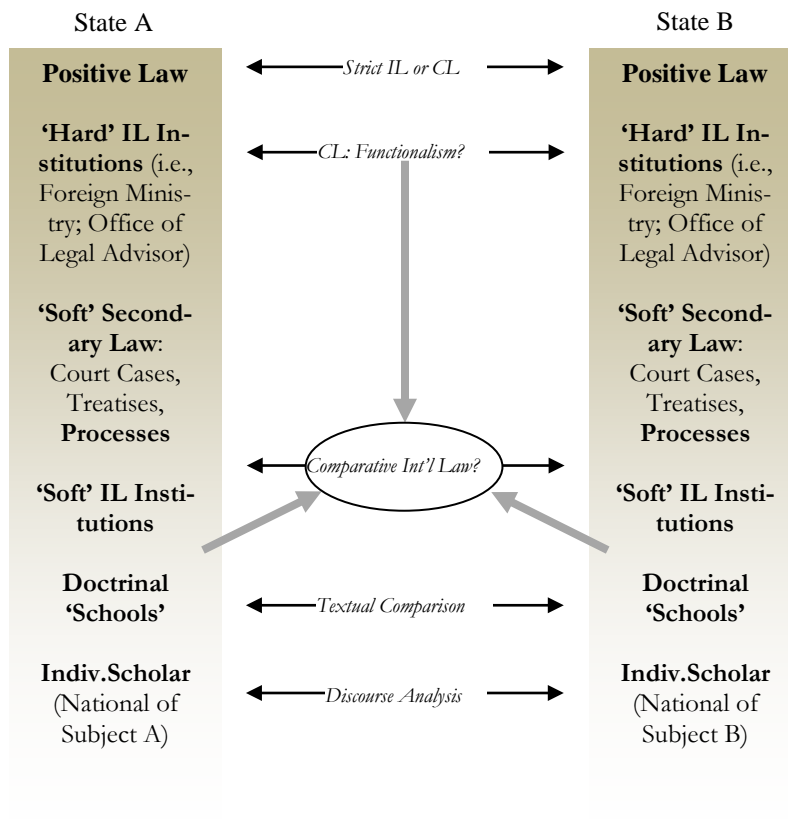 State A
Positive Law
‘Hard’ IL In-
stitutions (i.e.,
Foreign Minis-
try; Office of
Legal Advisor)
‘Soft’ Second-
ary Law:
Court Cases,
Treatises,
Processes
‘Soft’ IL Insti-
tutions
Doctrinal
‘Schools’
Indiv.Scholar
(National of
Subject A)
Strict IL or CL
CL: Functionalism?
Comparative Int'l Law?
Textual Comparison
Discourse Analysis
State B
Positive Law
‘Hard’ IL In-
stitutions (i.e.,
Foreign Minis-
try; Office of
Legal Advisor)
‘Soft’ Second-
ary Law:
Court Cases,
Treatises,
Processes
‘Soft’ IL Insti-
tutions
Doctrinal
‘Schools’
Indiv.Scholar
(National of
Subject B)